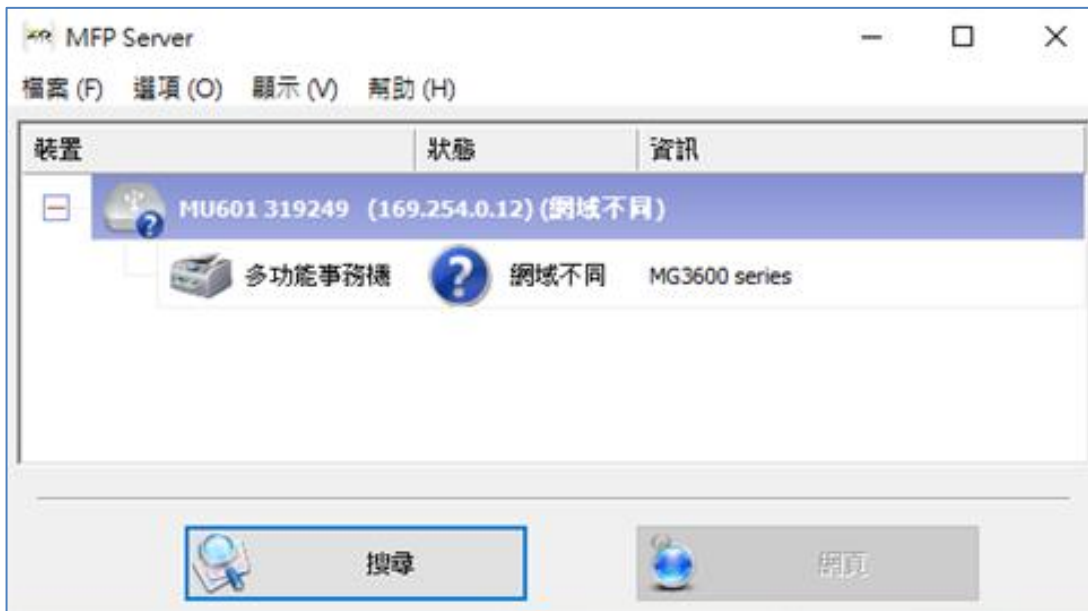 MFP Server
檔案 (F) 選項 (O) 顯示 (V) 幫助 (H)
裝置 狀態 資訊
MU601 319249 (169.254.0.12) (網域不同)
多功能事務機 網域不同 MG3600 series
搜尋 網頁